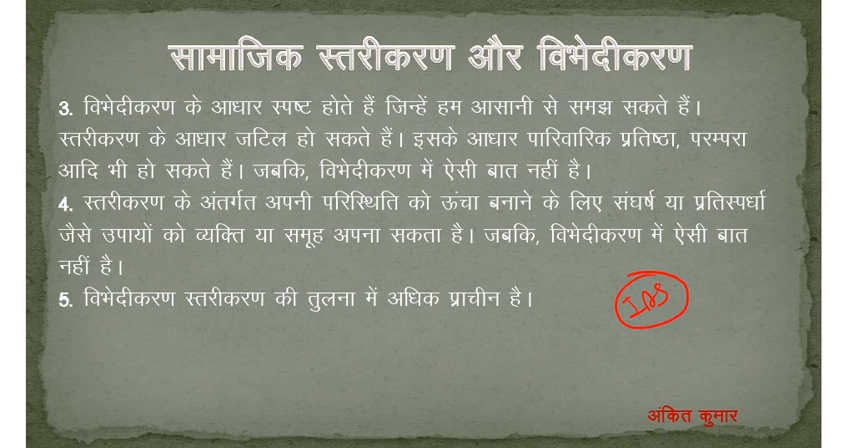 सामाजिक स्तरीकरण और विभेदीकरण
3. विभेदीकरण के आधार स्पष्ट होते हैं जिन्हें हम आसानी से समझ सकते हैं।
स्तरीकरण के आधार जटिल हो सकते हैं। इसके आधार पारिवारिक प्रतिष्ठा, परम्परा
आदि भी हो सकते हैं। जबकि, विभेदीकरण में ऐसी बात नहीं है।
4. स्तरीकरण के अंतर्गत अपनी परिस्थिति को ऊंचा बनाने के लिए संघर्ष या प्रतिस्पर्धा
जैसे उपायों को व्यक्ति या समूह अपना सकता है। जबकि, विभेदीकरण में ऐसी बात
नहीं है।
5. विभेदीकरण स्तरीकरण की तुलना में अधिक प्राचीन है।
IAS
अंकित कुमार